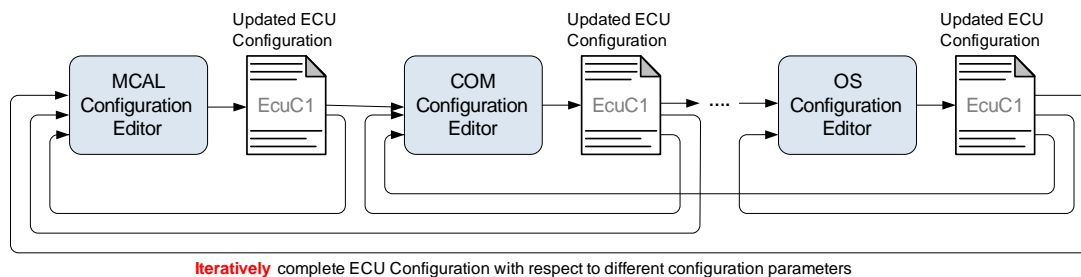 Updated ECU
Configuration
Updated ECU
Configuration
Updated ECU
Configuration
MCAL
Configuration
Editor
EcuC1
COM
Configuration
Editor
EcuC1
....
OS
Configuration
Editor
EcuC1
Iteratively complete ECU Configuration with respect to different configuration parameters